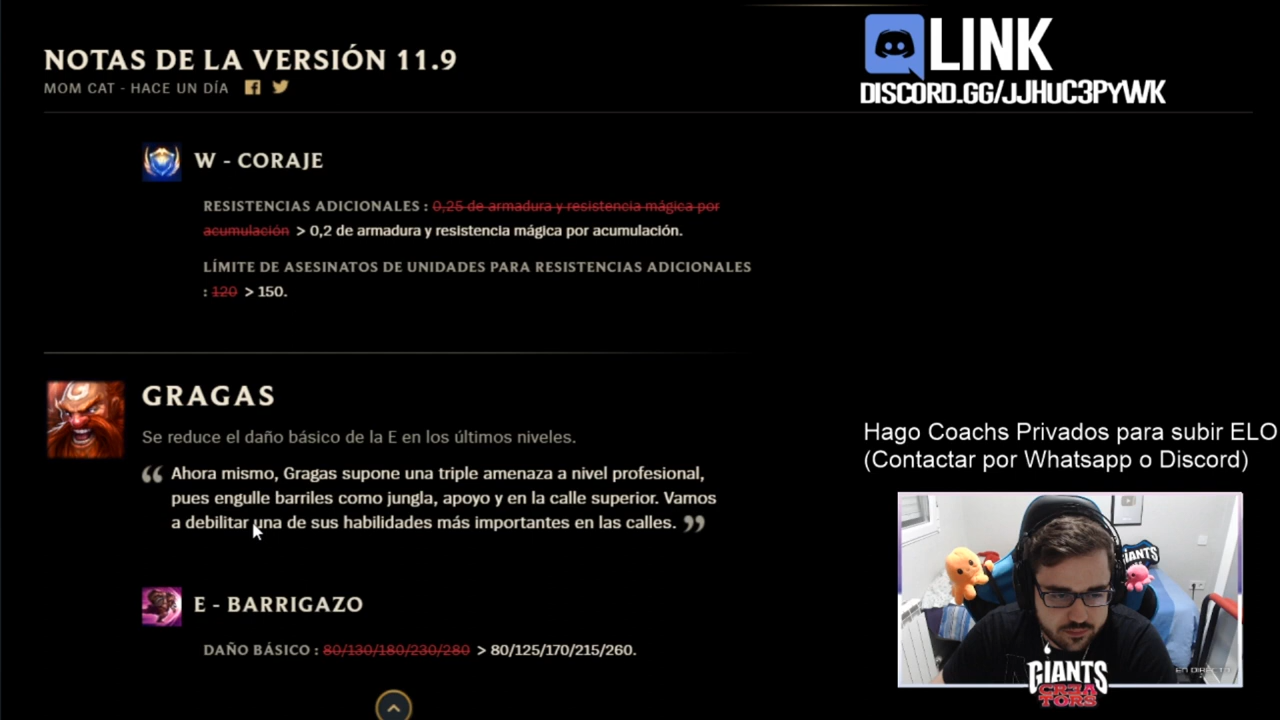 NOTAS DE LA VERSIÓN 11.9
MOM CAT - HACE UN DÍA
LINK
DISCORD.GG/JJHUC3PYWK
W - CORAJE
RESISTENCIAS ADICIONALES : 0,25 de armadura y resistencia mágica por
acumulación > 0,2 de armadura y resistencia mágica por acumulación.
LÍMITE DE ASESINATOS DE UNIDADES PARA RESISTENCIAS ADICIONALES
: 120 > 150.
GRAGAS
Se reduce el daño básico de la E en los últimos niveles.
“ Ahora mismo, Gragas supone una triple amenaza a nivel profesional,
pues engulle barriles como jungla, apoyo y en la calle superior. Vamos
a debilitar una de sus habilidades más importantes en las calles. ”
E - BARRIGAZO
DAÑO BÁSICO : 80/130/180/230/280 > 80/125/170/215/260.
Hago Coachs Privados para subir ELO
(Contactar por Whatsapp o Discord)
GIANTS
EN DIRECTO
GIANTS
CREA
TORS